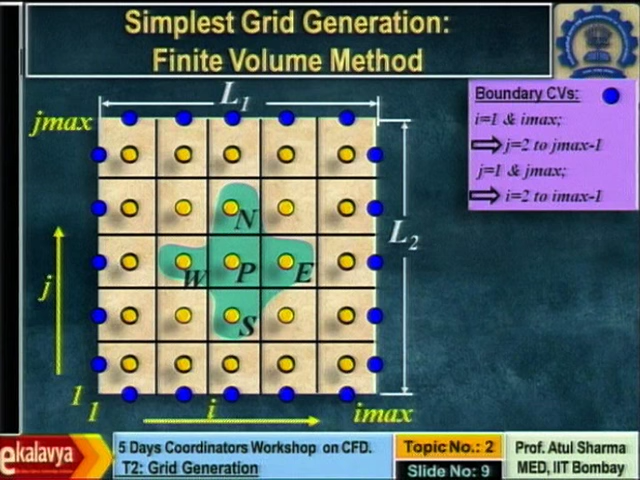 Simplest Grid Generation:
Finite Volume Method
L1
jmax
Boundary CVs:
i=1 & imax;
j=2 to jmax-1
j=1 & jmax;
i=2 to imax-1
N
L2
W P E
j
S
1
1 i imax
ekalavya
5 Days Coordinators Workshop on CFD.
T2: Grid Generation
Topic No.: 2
Slide No: 9
Prof. Atul Sharma
MED, IIT Bombay